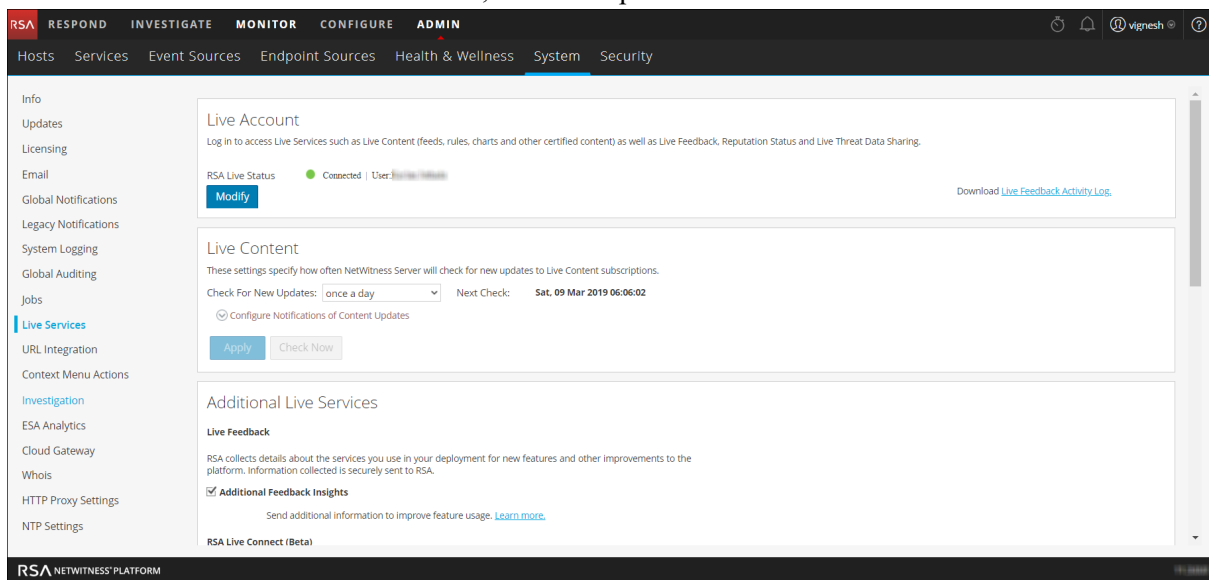 RSA RESPOND INVESTIGATE MONITOR CONFIGURE ADMIN vignesh ?
Hosts Services Event Sources Endpoint Sources Health & Wellness System Security
Info
Updates
Licensing
Email
Global Notifications
Legacy Notifications
System Logging
Global Auditing
Jobs
Live Services
URL Integration
Context Menu Actions
Investigation
ESA Analytics
Cloud Gateway
Whois
HTTP Proxy Settings
NTP Settings
Live Account
Log in to access Live Services such as Live Content (feeds, rules, charts and other certified content) as well as Live Feedback, Reputation Status and Live Threat Data Sharing.
RSA Live Status Connected | User:
Modify
Download Live Feedback Activity Log.
Live Content
These settings specify how often NetWitness Server will check for new updates to Live Content subscriptions.
Check For New Updates: once a day Next Check: Sat, 09 Mar 2019 06:06:02
Configure Notifications of Content Updates
Apply Check Now
Additional Live Services
Live Feedback
RSA collects details about the services you use in your deployment for new features and other improvements to the
platform. Information collected is securely sent to RSA.
Additional Feedback Insights
Send additional information to improve feature usage. Learn more.
RSA Live Connect (Beta)
RSA NETWITNESS® PLATFORM